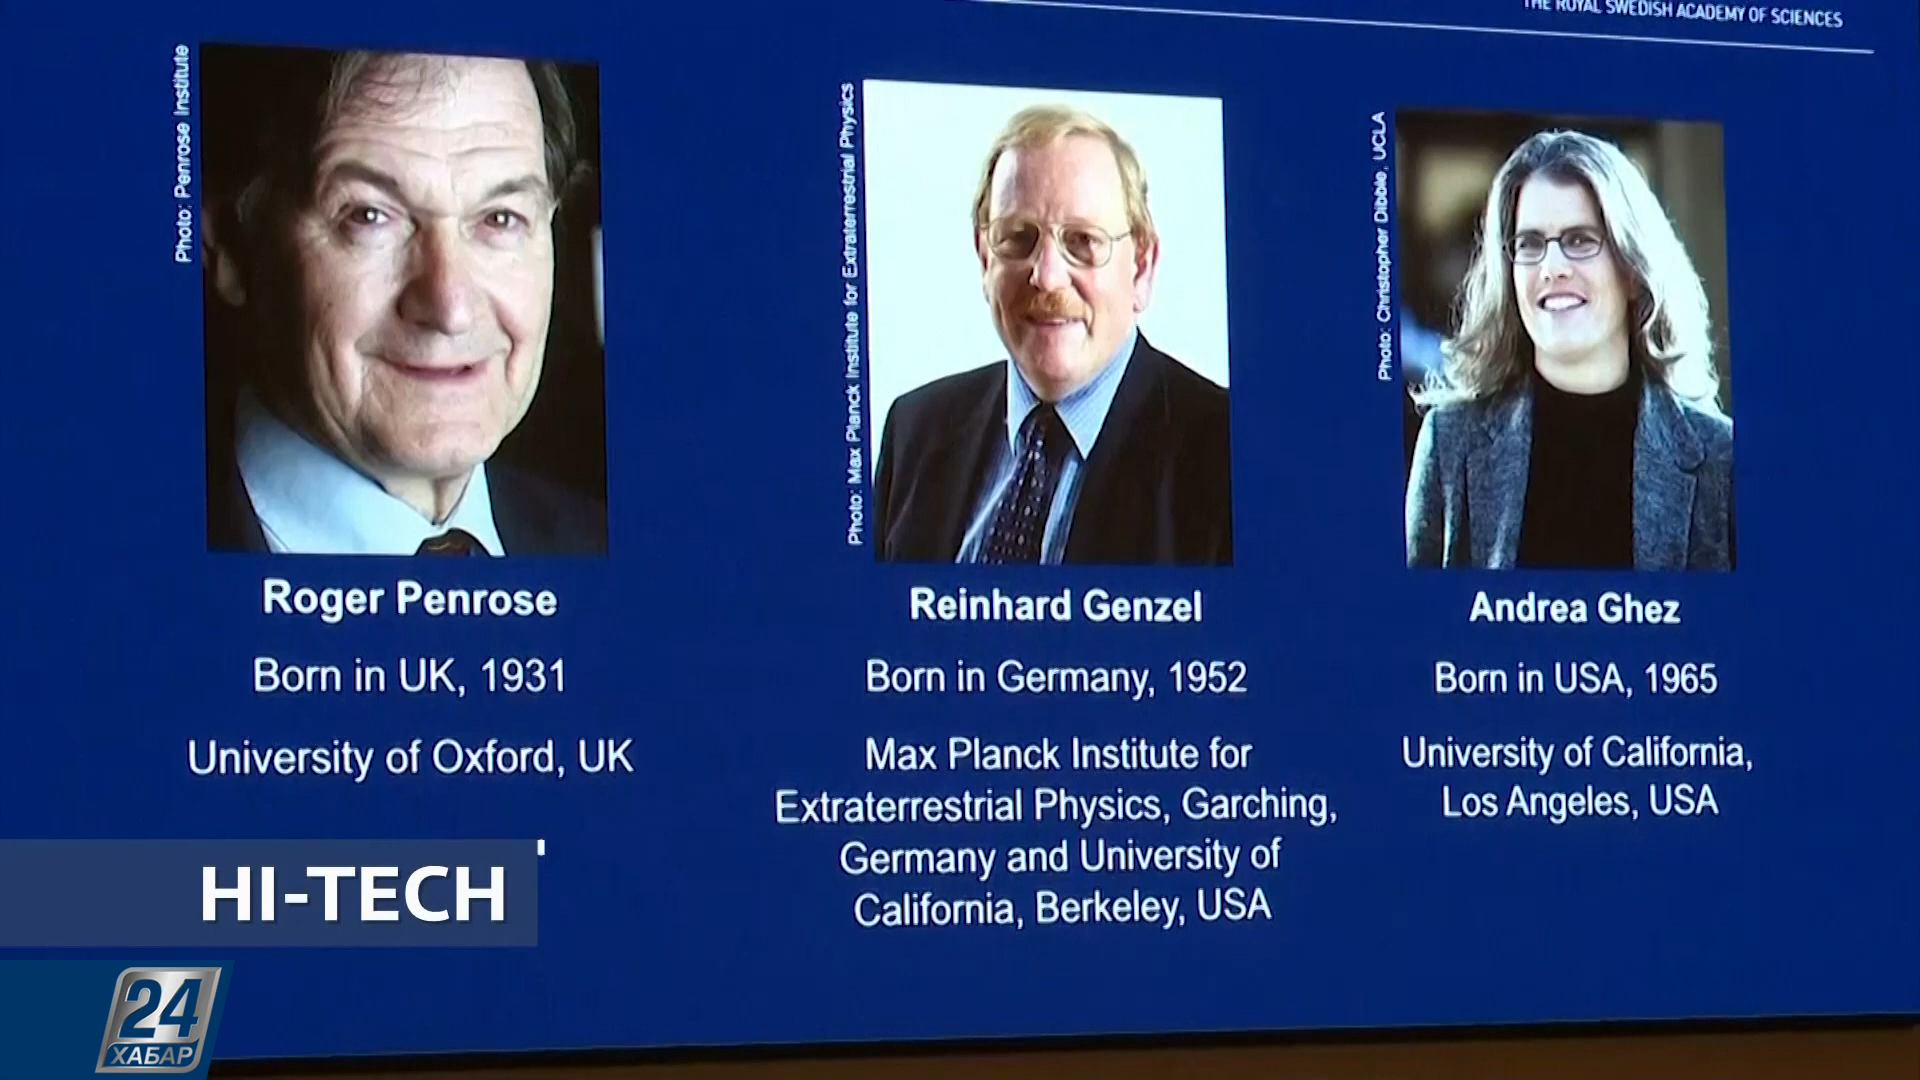 THE ROYAL SWEDISH ACADEMY OF SCIENCES
Photo: Penrose Institute
Roger Penrose
Born in UK, 1931
University of Oxford, UK
Photo: Max Planck Institute for Extraterrestrial Physics
Reinhard Genzel
Born in Germany, 1952
Max Planck Institute for
Extraterrestrial Physics, Garching,
Germany and University of
California, Berkeley, USA
Photo: Christopher Dibble, UCLA
Andrea Ghez
Born in USA, 1965
University of California,
Los Angeles, USA
HI-TECH
24
ХАБАР